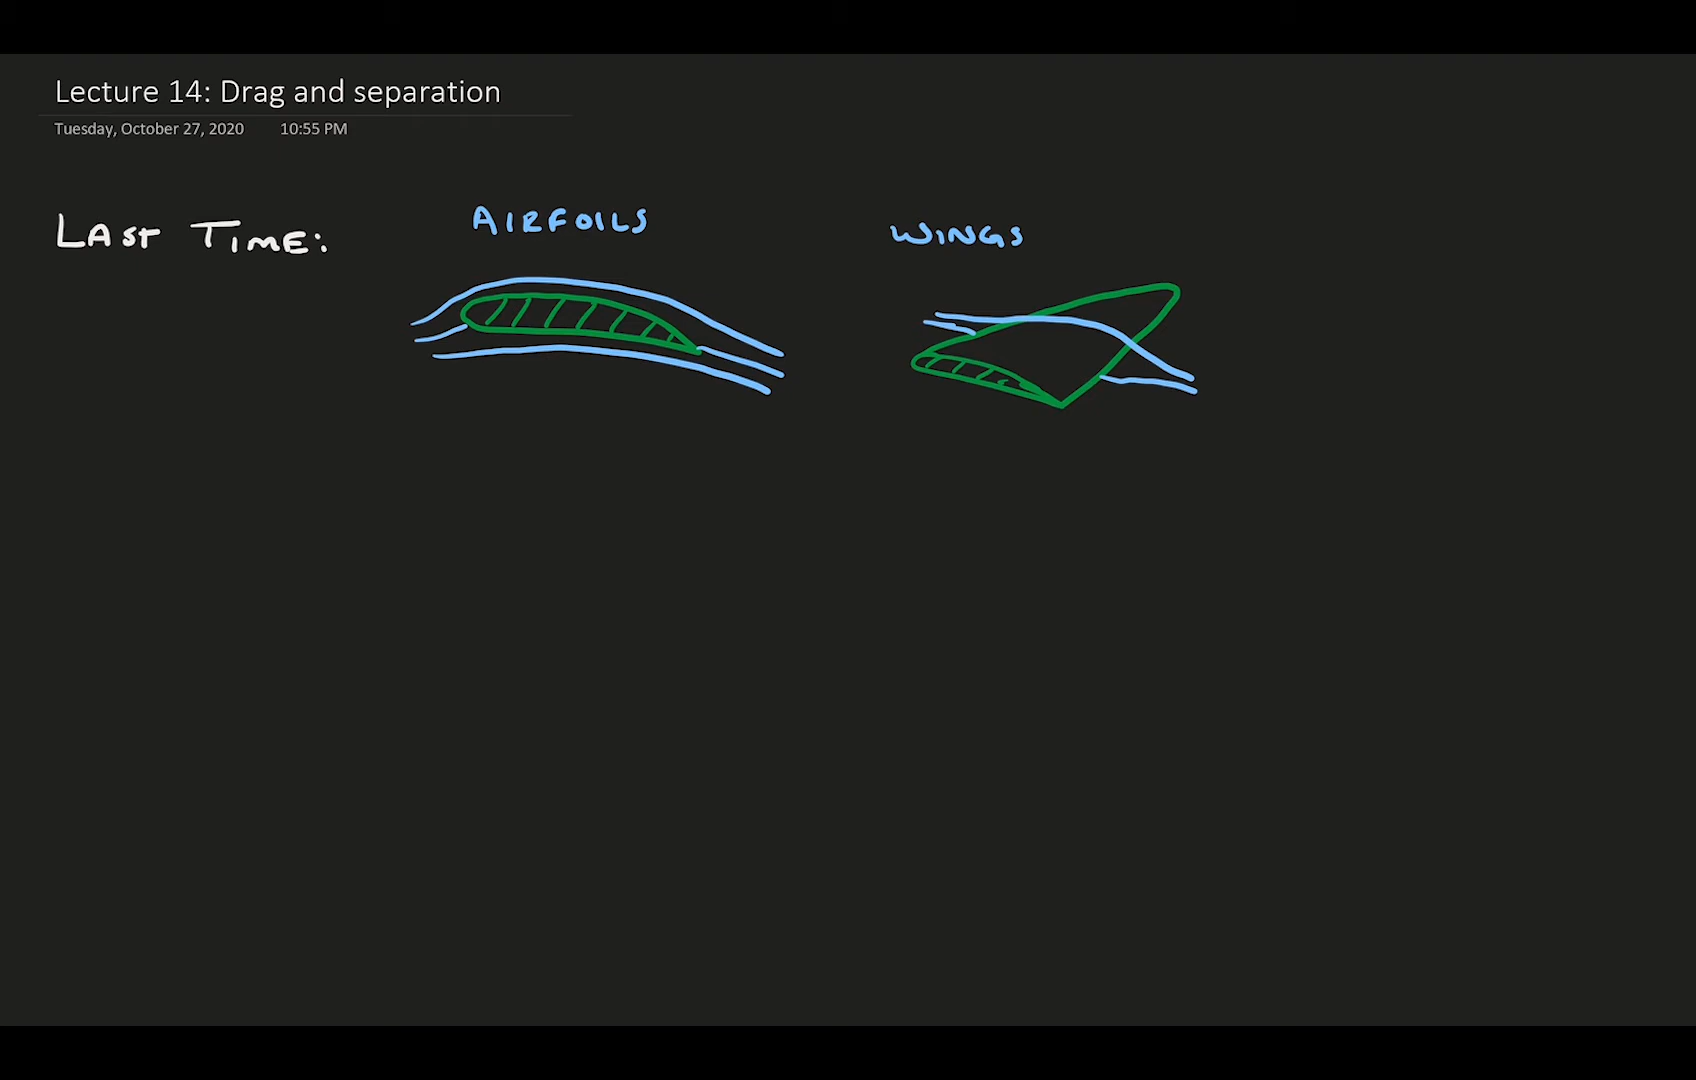 Lecture 14: Drag and separation
Tuesday, October 27, 2020 10:55 PM
LAST TIME:
AIRFOILS
WINGS